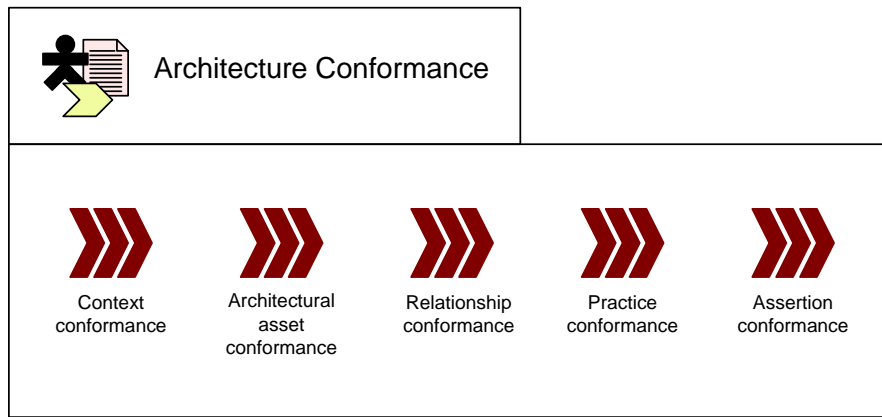 Architecture Conformance
Context
conformance
Architectural
asset
conformance
Relationship
conformance
Practice
conformance
Assertion
conformance